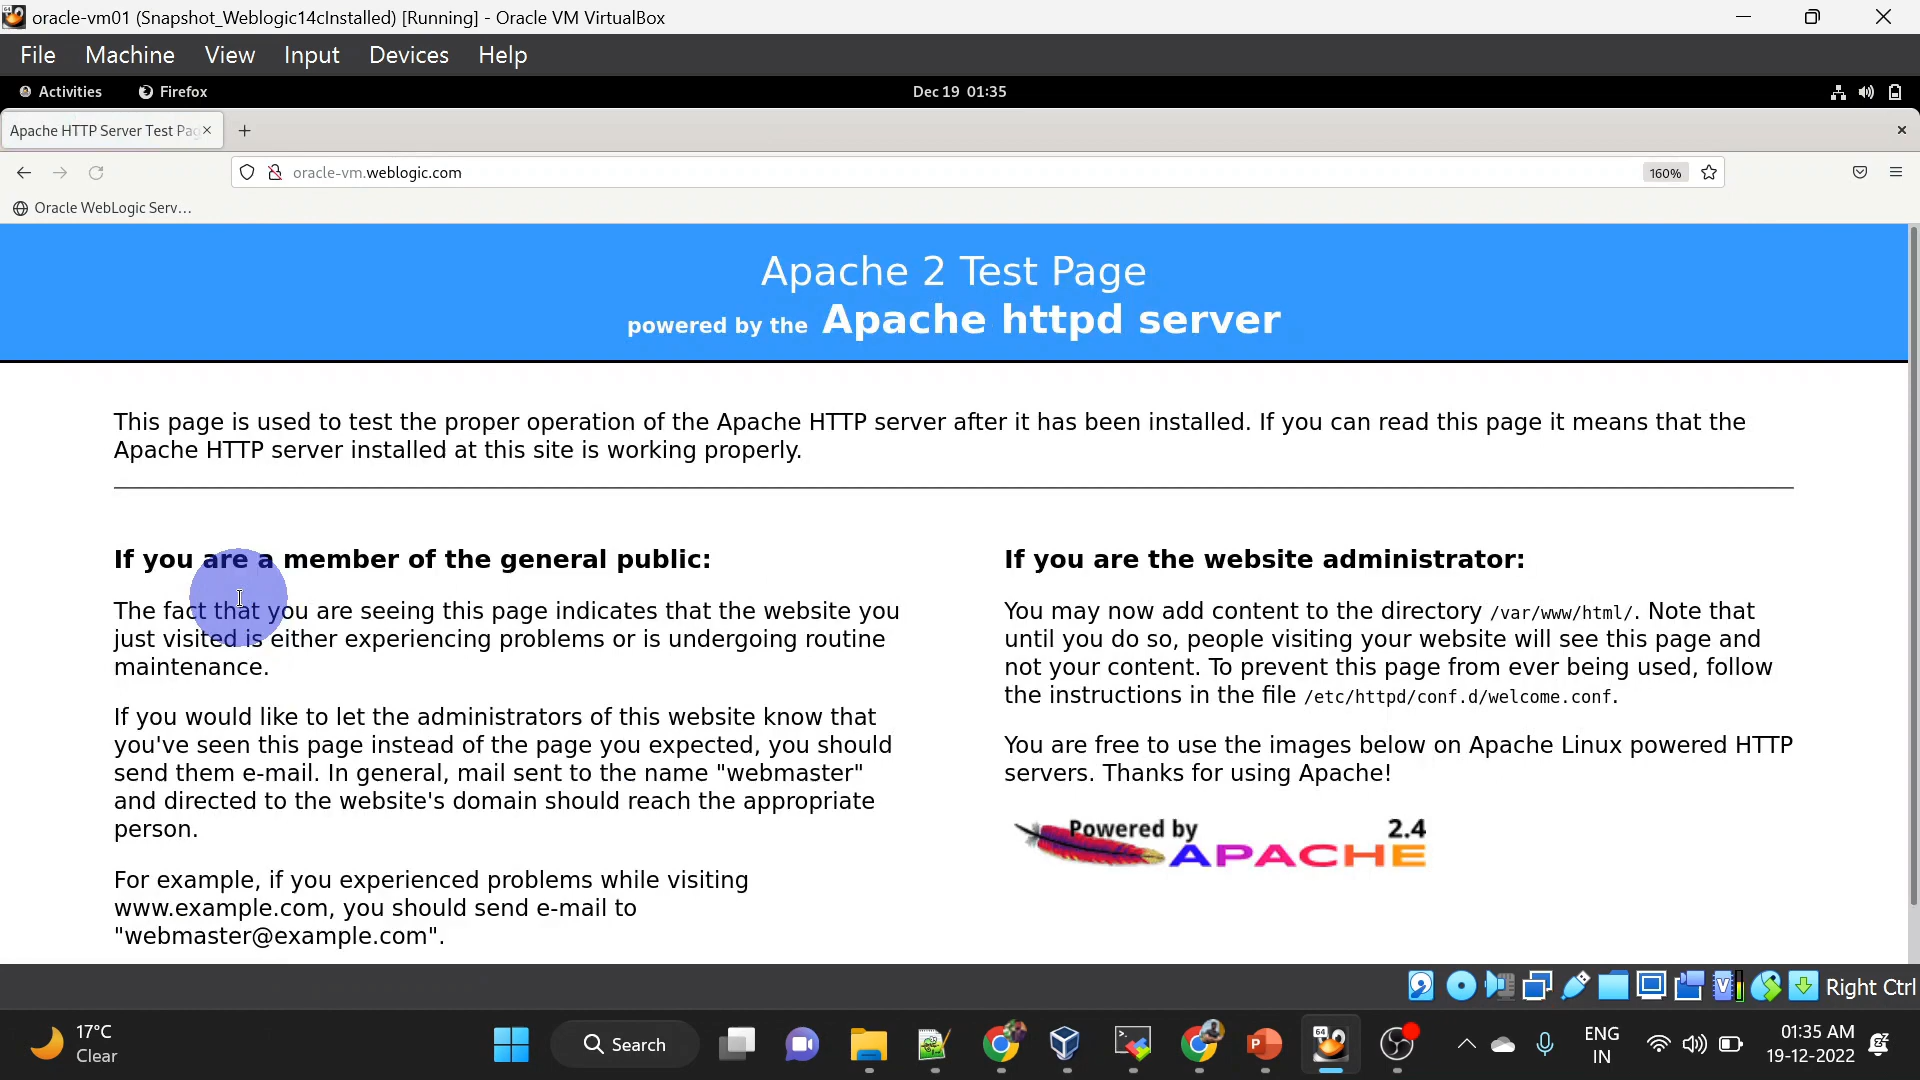 oracle-vm01 (Snapshot_Weblogic14cInstalled) [Running] - Oracle VM VirtualBox
File Machine View Input Devices Help
Activities Firefox Dec 19 01:35
Apache HTTP Server Test Pag
oracle-vm.weblogic.com 160%
Oracle WebLogic Serv...
Apache 2 Test Page
powered by the Apache httpd server
This page is used to test the proper operation of the Apache HTTP server after it has been installed. If you can read this page it means that the
Apache HTTP server installed at this site is working properly.
If you are a member of the general public:
The fact that you are seeing this page indicates that the website you
just visited is either experiencing problems or is undergoing routine
maintenance.
If you would like to let the administrators of this website know that
you've seen this page instead of the page you expected, you should
send them e-mail. In general, mail sent to the name "webmaster"
and directed to the website's domain should reach the appropriate
person.
For example, if you experienced problems while visiting
www.example.com, you should send e-mail to
"webmaster@example.com".
If you are the website administrator:
You may now add content to the directory /var/www/html/. Note that
until you do so, people visiting your website will see this page and
not your content. To prevent this page from ever being used, follow
the instructions in the file /etc/httpd/conf.d/welcome.conf.
You are free to use the images below on Apache Linux powered HTTP
servers. Thanks for using Apache!
Powered by 2.4
APACHE
Right Ctrl
17°C
Clear
Search
64
P
ENG
IN
01:35 AM
19-12-2022